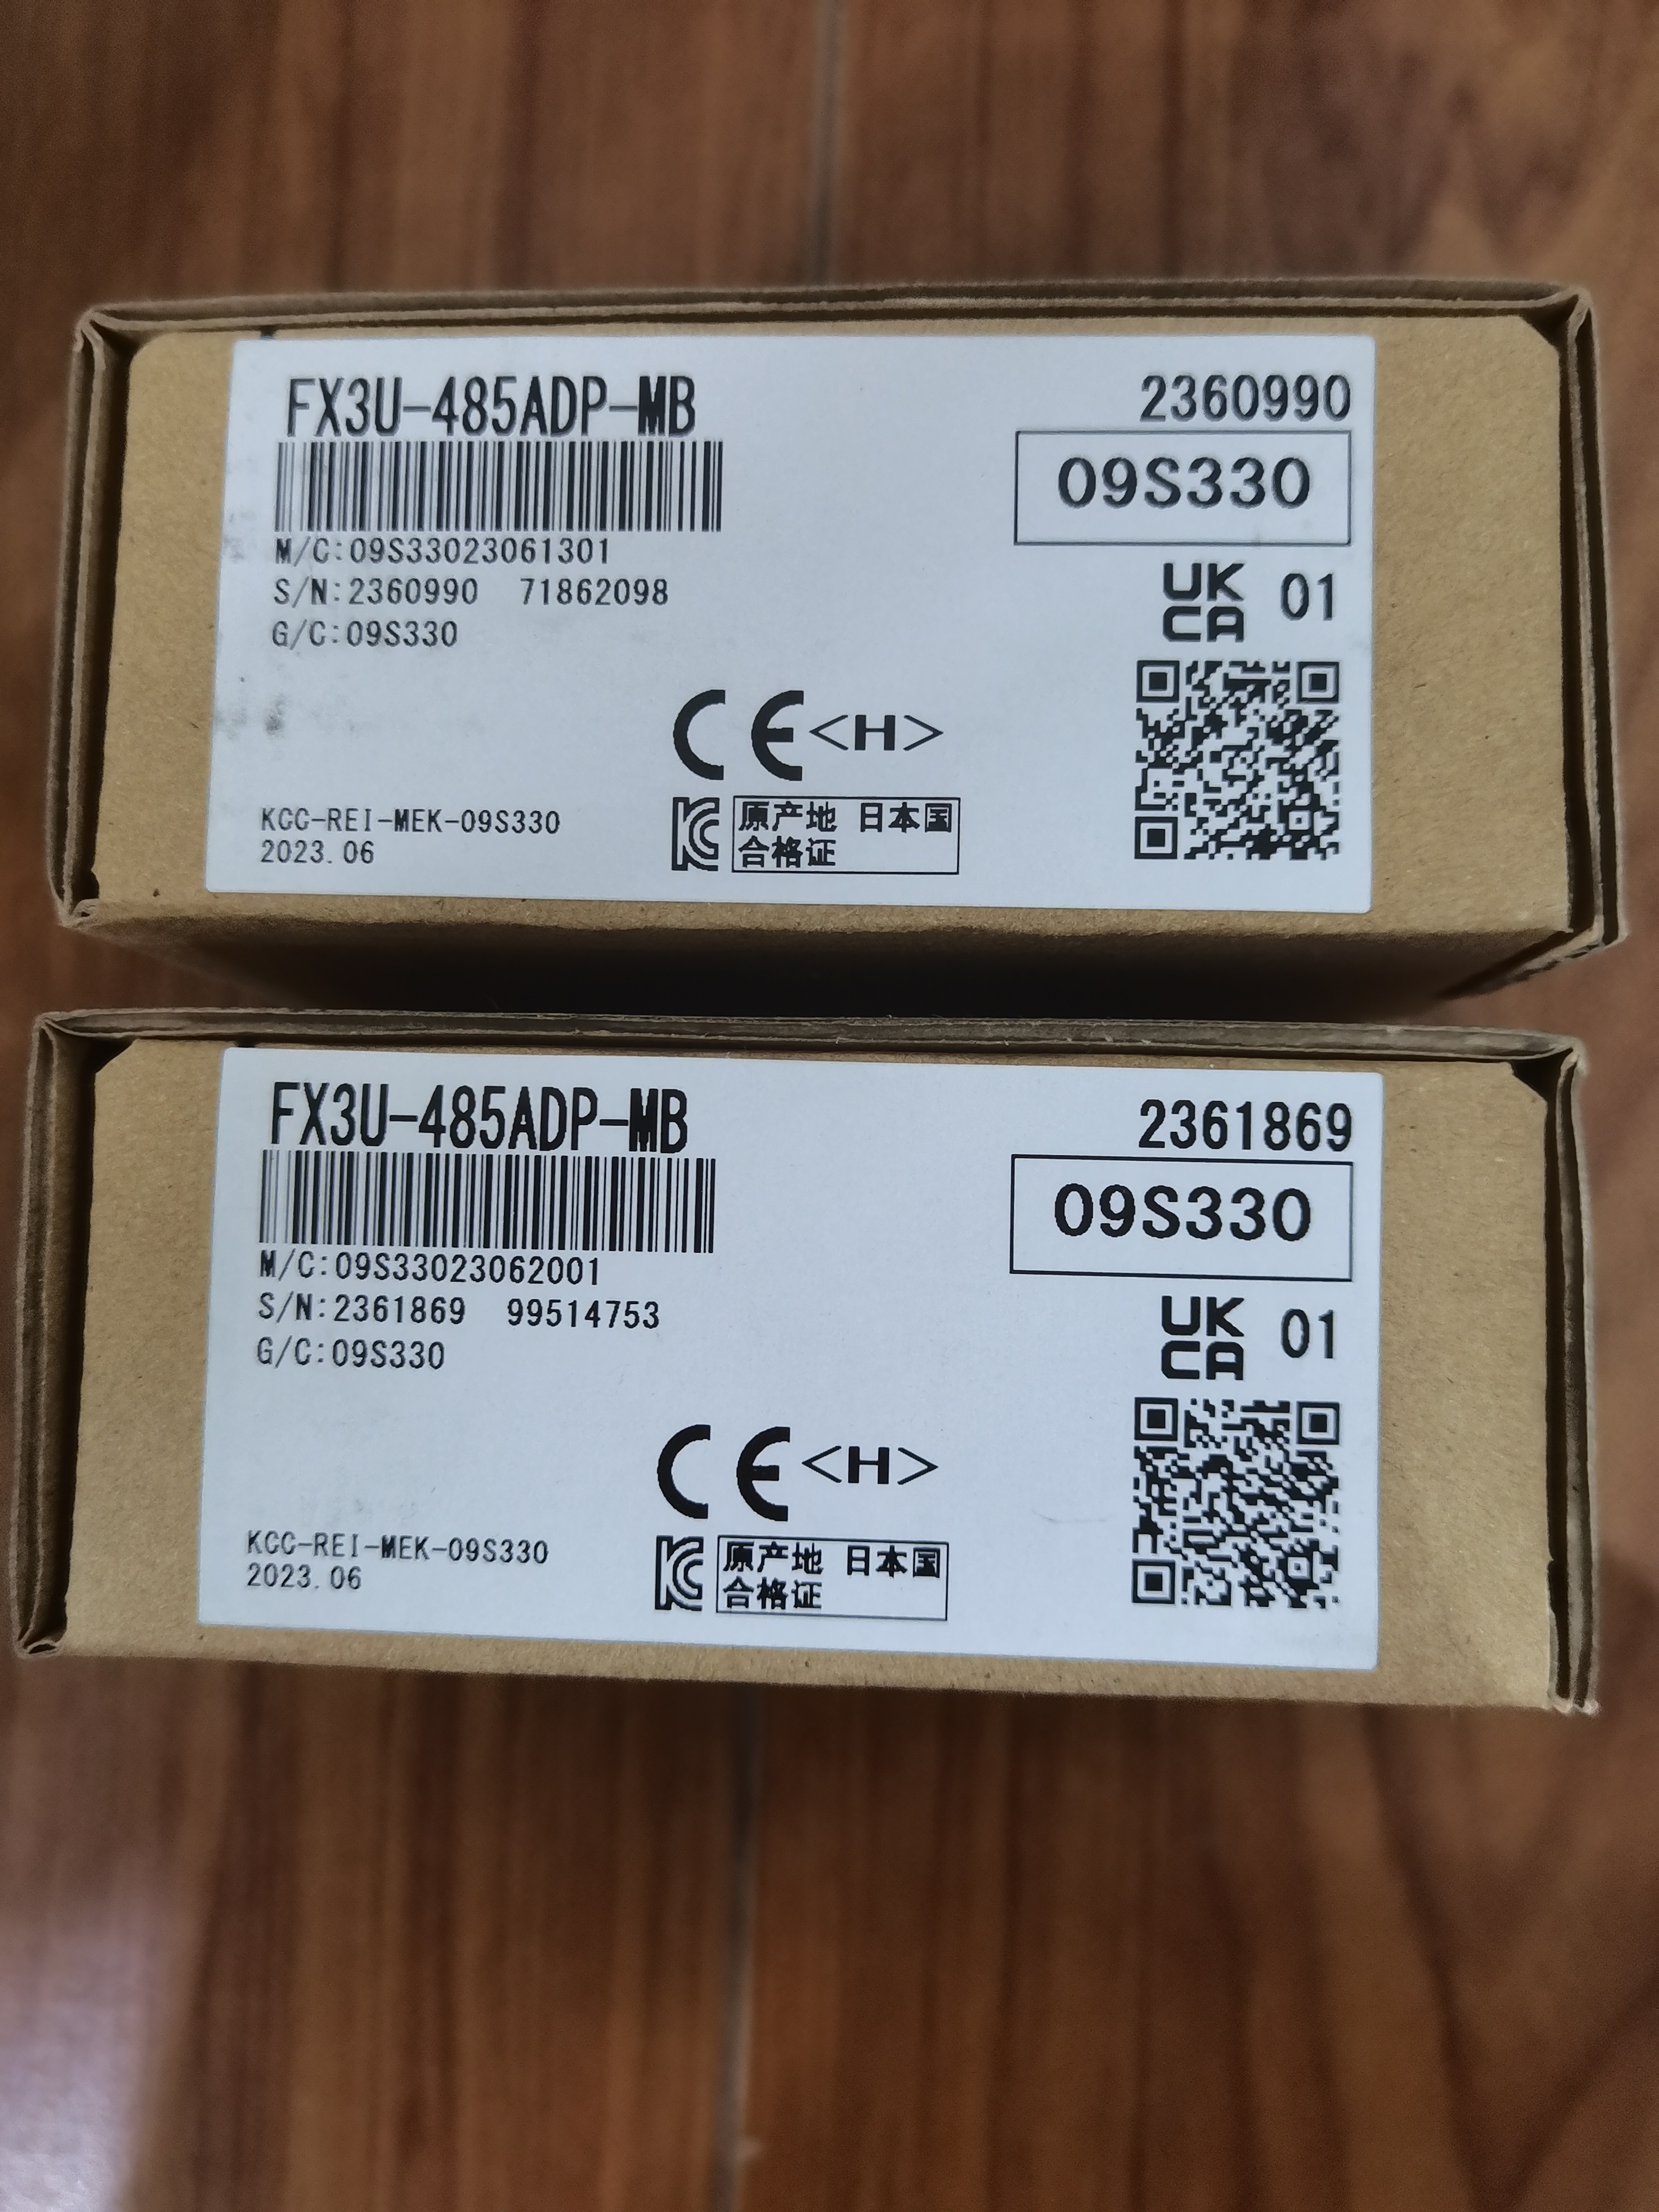 FX3U-485ADP-MB
2360990
09S330
M/C:09S33023061301
S/N:2360990 71862098
G/C:09S330
UK
CA 01
CE <H>
KCC-REI-MEK-09S330
2023.06
原产地 日本国
合格证
FX3U-485ADP-MB
2361869
09S330
M/C:09S33023062001
S/N:2361869 99514753
G/C:09S330
UK
CA 01
CE <H>
KCC-REI-MEK-09S330
2023.06
原产地 日本国
合格证